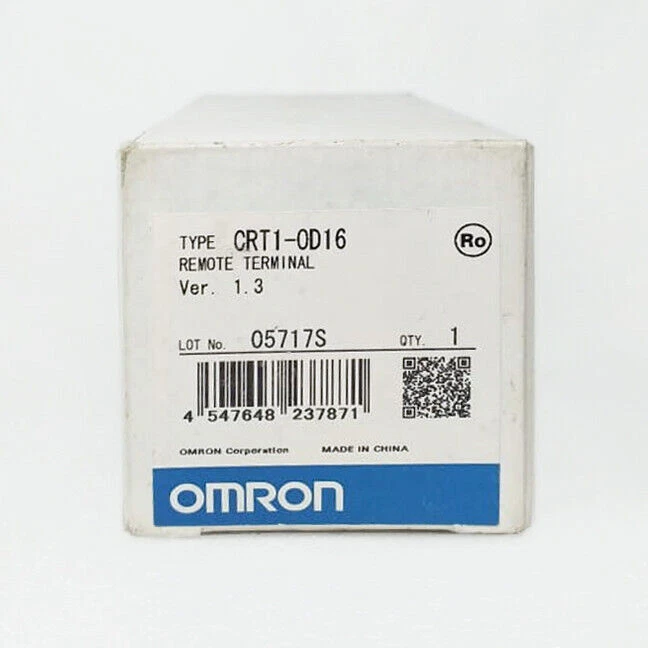 TYPE CRT1-OD16
Ro
REMOTE TERMINAL
Ver. 1.3
LOT No. 05717S QTY. 1
4 547648 237871
OMRON Corporation MADE IN CHINA
OMRON